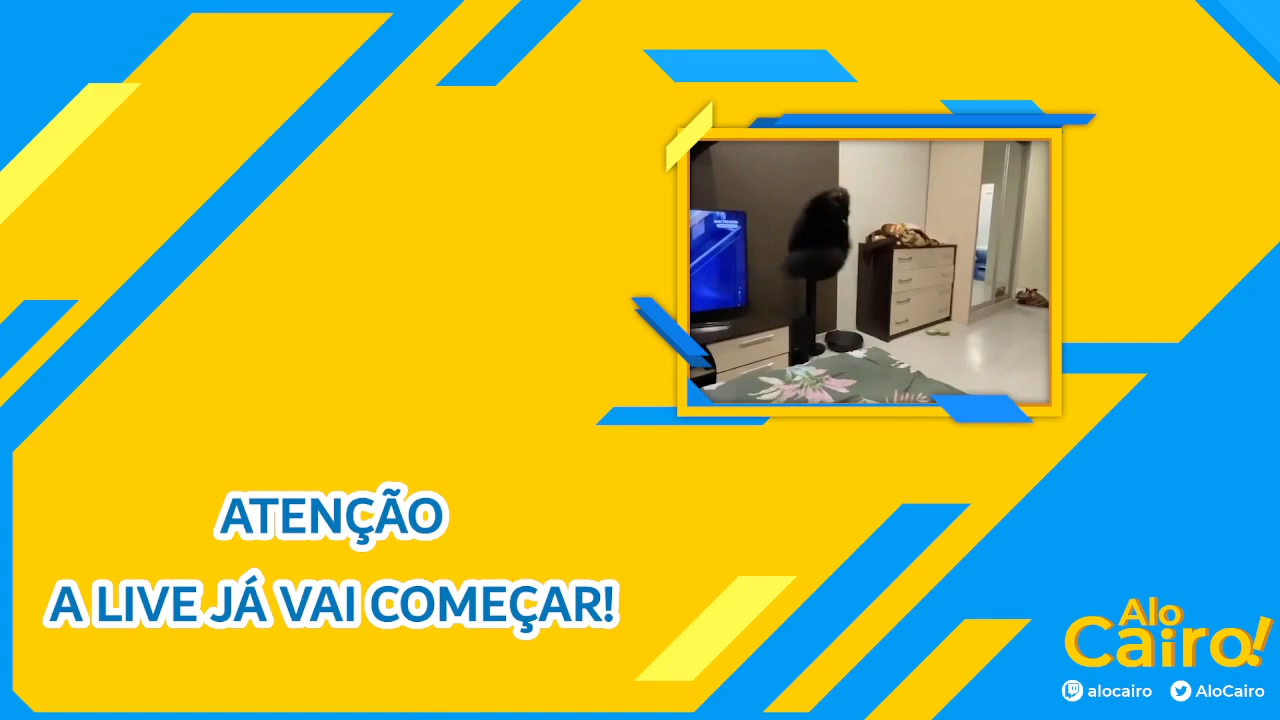 ATENÇÃO
A LIVE JÁ VAI COMEÇAR!
Alo
Cairo!
alocairo
AloCairo